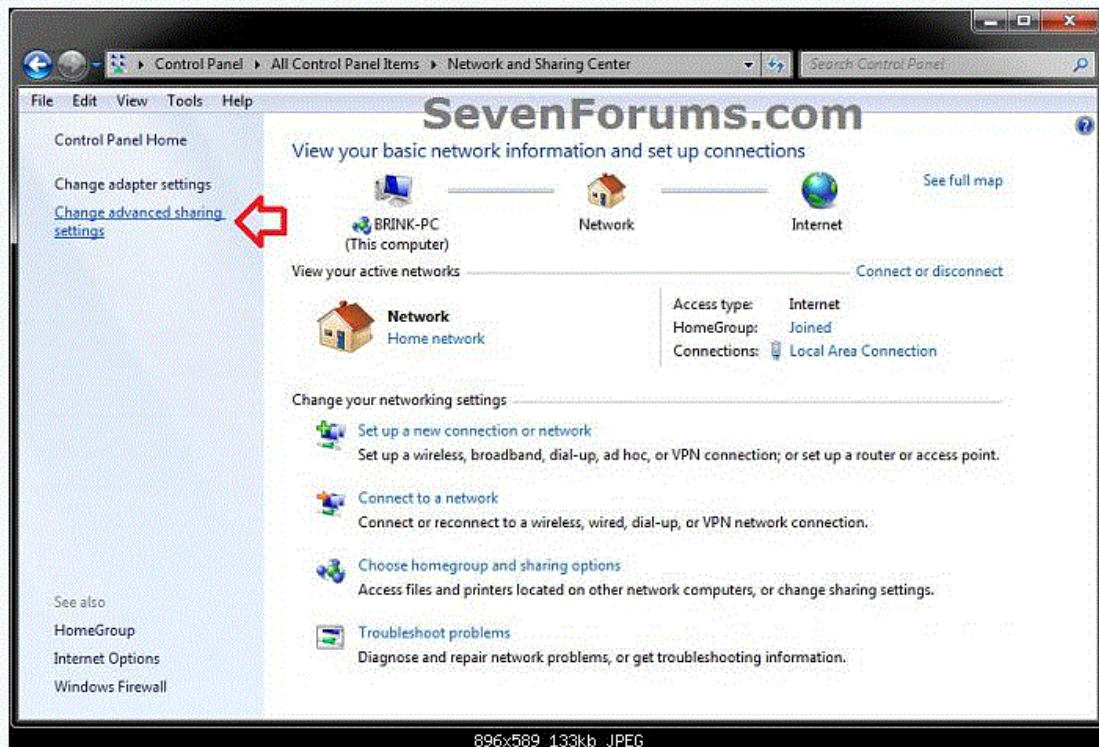 Control Panel All Control Panel Items Network and Sharing Center Search Control Panel
File Edit View Tools Help
SevenForums.com
Control Panel Home
Change adapter settings
Change advanced sharing
settings
See also
HomeGroup
Internet Options
Windows Firewall
View your basic network information and set up connections
See full map
BRINK-PC
(This computer)
Network
Internet
View your active networks
Connect or disconnect
Network
Home network
Access type: Internet
HomeGroup: Joined
Connections: Local Area Connection
Change your networking settings
Set up a new connection or network
Set up a wireless, broadband, dial-up, ad hoc, or VPN connection; or set up a router or access point.
Connect to a network
Connect or reconnect to a wireless, wired, dial-up, or VPN network connection.
Choose homegroup and sharing options
Access files and printers located on other network computers, or change sharing settings.
Troubleshoot problems
Diagnose and repair network problems, or get troubleshooting information.
896x589 133kb JPEG